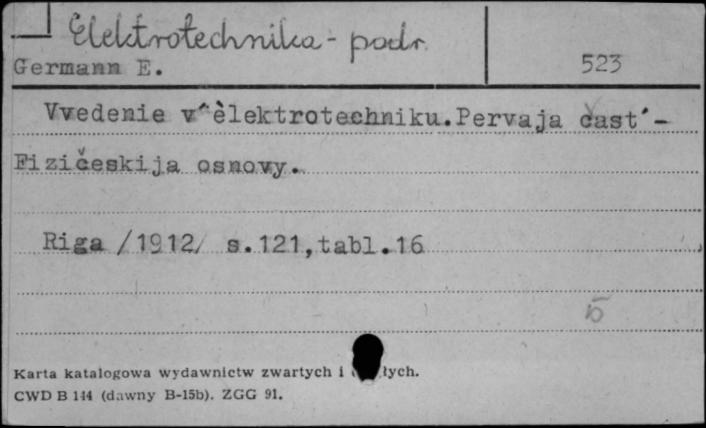 Elektrotechnika - podr.
Germann E.
523
Vvedenie v"èlektrotechniku.Pervaja čast'-
Fizičeskija osnovy.
Riga /1912/ s.121,tabl.16
5
Karta katalogowa wydawnictw zwartych i
CWD B 144 (dawny B-15b). ZGG 91.